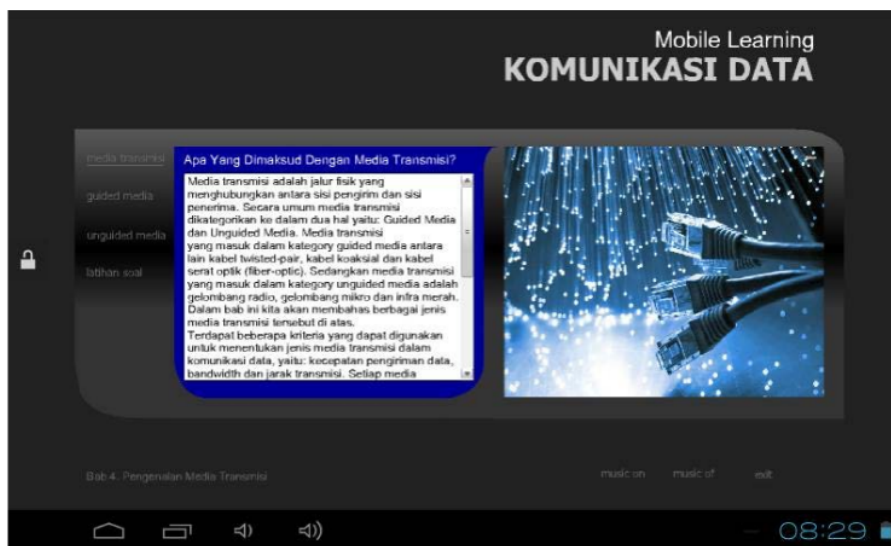 Mobile Learning
KOMUNIKASI DATA
media transmisi
guided media
unguided media
latihan soal
Apa Yang Dimaksud Dengan Media Transmisi?
Media transmisi adalah jalur fisik yang
menghubungkan antara sisi pengirim dan sisi
penerima. Secara umum media transmisi
dikategorikan ke dalam dua hal yaitu: Guided Media
dan Unguided Media. Media transmisi
yang masuk dalam kategory guided media antara
lain kabel twisted-pair, kabel koaksial dan kabel
serat optik (fiber-optic). Sedangkan media transmisi
yang masuk dalam kategory unguided media adalah
gelombang radio, gelombang mikro dan infra merah.
Dalam bab ini kita akan membahas berbagai jenis
media transmisi tersebut di atas.
Terdapat beberapa kriteria yang dapat digunakan
untuk menentukan jenis media transmisi dalam
komunikasi data, yaitu: kecepatan pengiriman data,
bandwidth dan jarak transmisi. Setiap media
Bab 4. Pengenalan Media Transmisi
music on
music of
exit
08:29